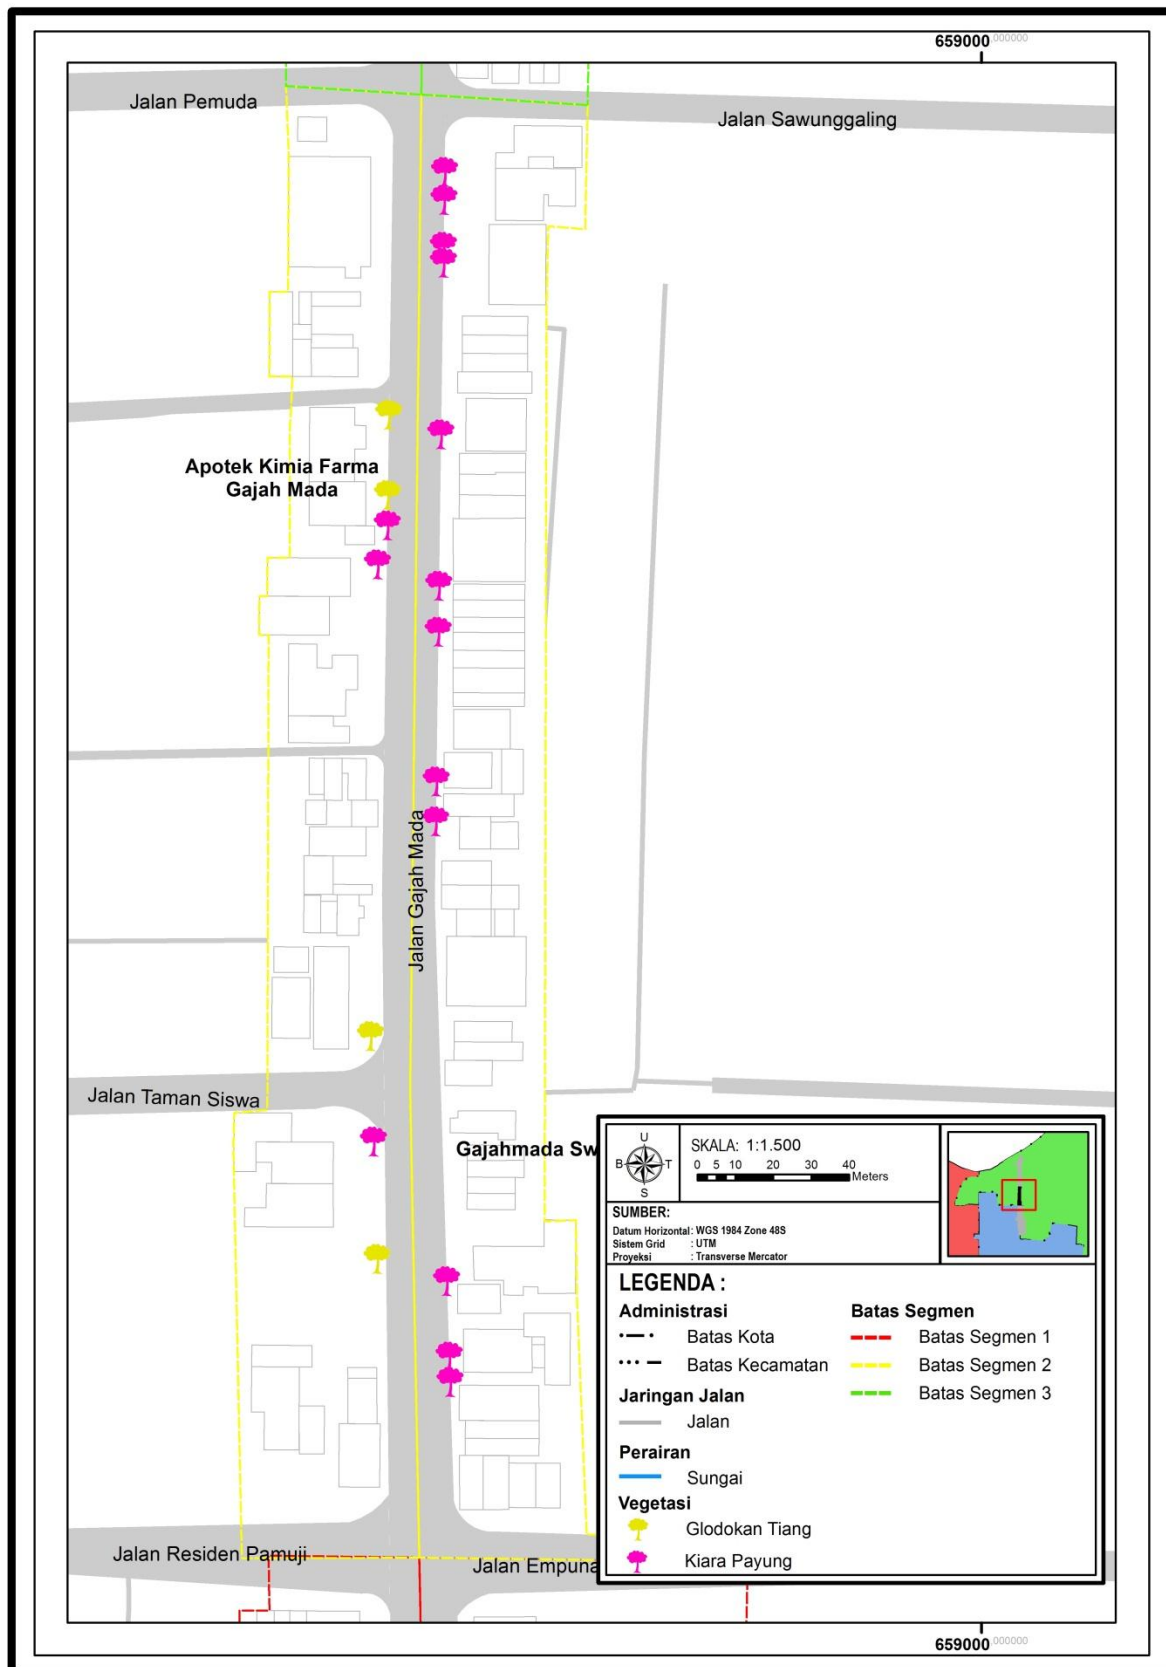 659000.000000
Jalan Pemuda
Jalan Sawunggaling
Apotek Kimia Farma
Gajah Mada
Jalan Gajah Mada
Jalan Taman Siswa
Gajahmada Sw
Jalan Residen Pamuji
Jalan Empuna
U
B T
S
SKALA: 1:1.500
0 5 10 20 30 40
Meters
SUMBER:
Datum Horizontal : WGS 1984 Zone 48S
Sistem Grid : UTM
Proyeksi : Transverse Mercator
LEGENDA :
Administrasi
Batas Kota
Batas Kecamatan
Jaringan Jalan
Jalan
Perairan
Sungai
Vegetasi
Glodokan Tiang
Kiara Payung
Batas Segmen
Batas Segmen 1
Batas Segmen 2
Batas Segmen 3
659000.000000